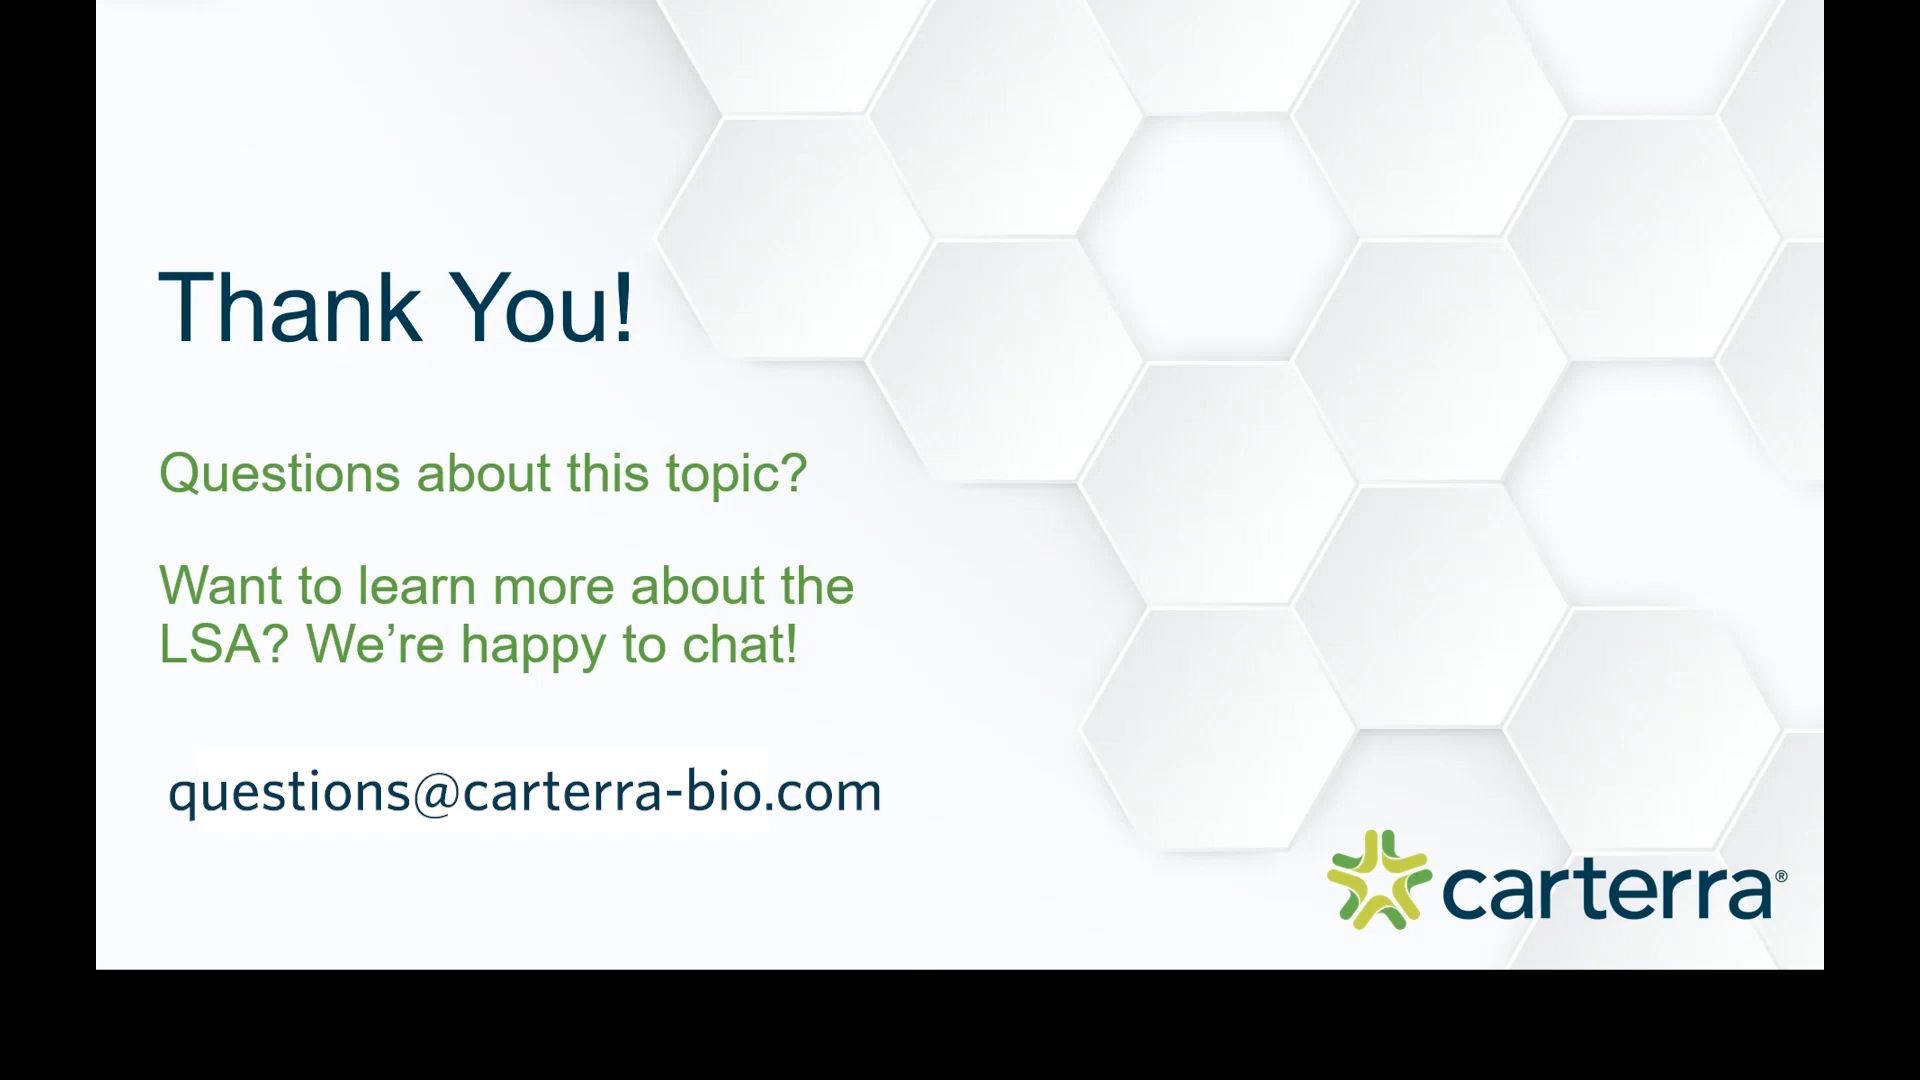 Thank You!
Questions about this topic?
Want to learn more about the
LSA? We’re happy to chat!
questions@carterra-bio.com
carterra®